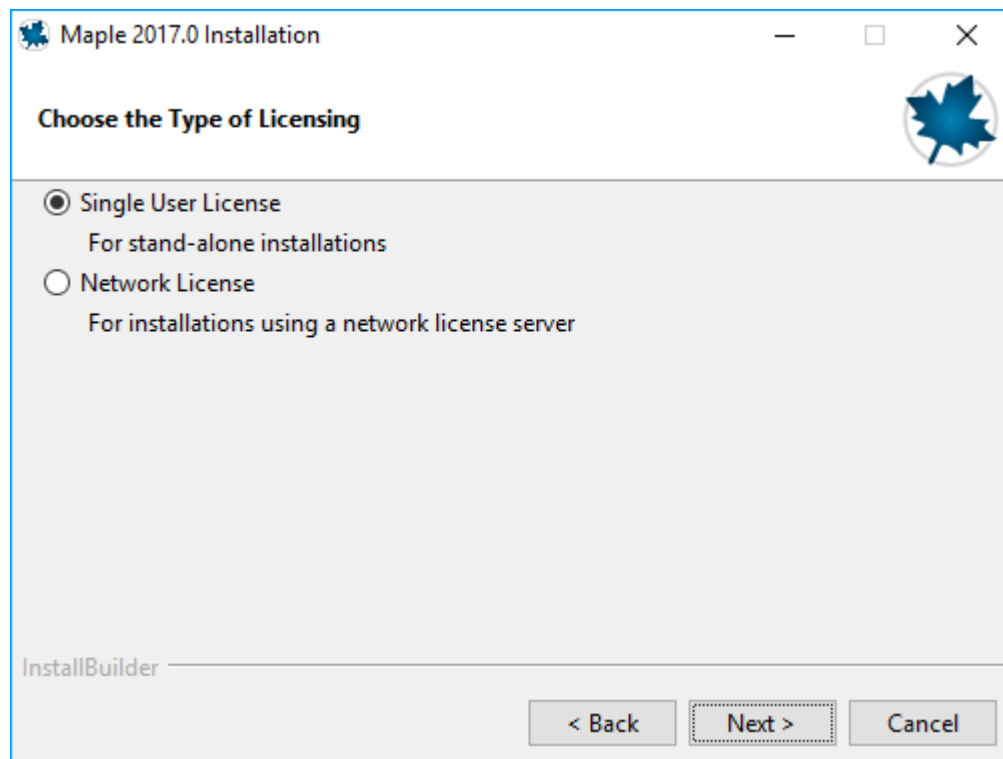 Maple 2017.0 Installation
Choose the Type of Licensing
Single User License
For stand-alone installations
Network License
For installations using a network license server
InstallBuilder
< Back
Next >
Cancel